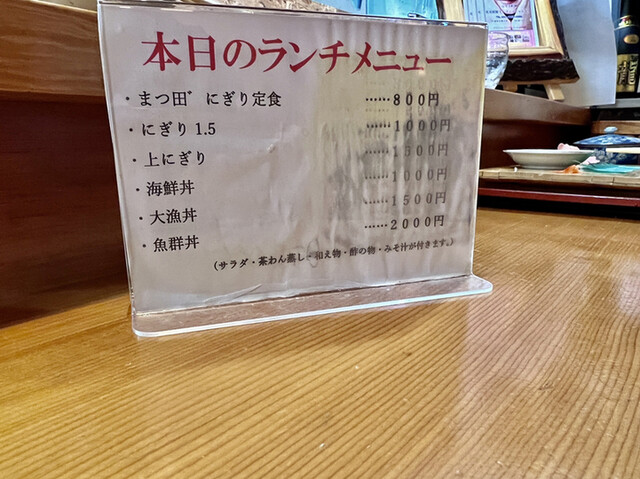 本日のランチメニュー
・まつ田゛にぎり定食 ……800円
・にぎり1.5 ……1000円
・上にぎり ……1500円
・海鮮丼 ……1000円
・大漁丼 ……1500円
・魚群丼 ……2000円
(サラダ・茶わん蒸し・和え物・酢の物・みそ汁が付きます。)